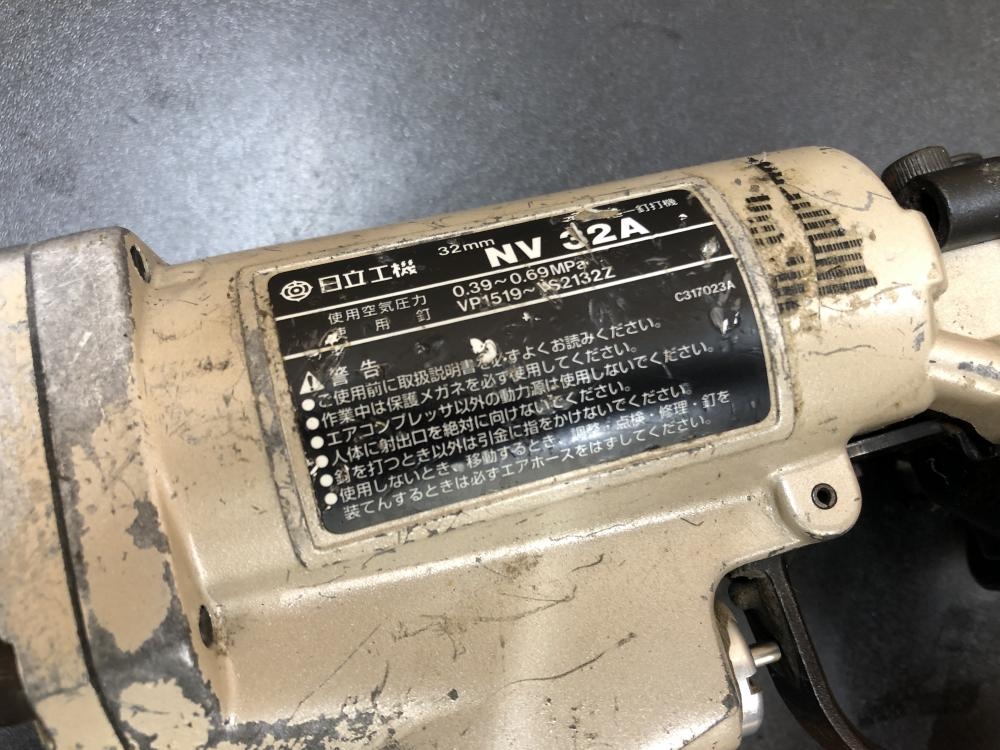 日立工機 32mm NV 32A 釘打機
使用空気圧力 0.39~0.69MPa
使用釘 VP1519~VS2132Z
C317023A
警告
●ご使用前に取扱説明書を必ずよくお読みください。
●作業中は保護メガネを必ず使用してください。
●エアコンプレッサ以外の動力源は使用しないでください。
●人体に射出口を絶対に向けないでください。
●釘を打つとき以外は引金に指をかけないでください。
●使用しないとき、移動するとき、調整・点検・修理・釘を
装てんするときは必ずエアホースをはずしてください。